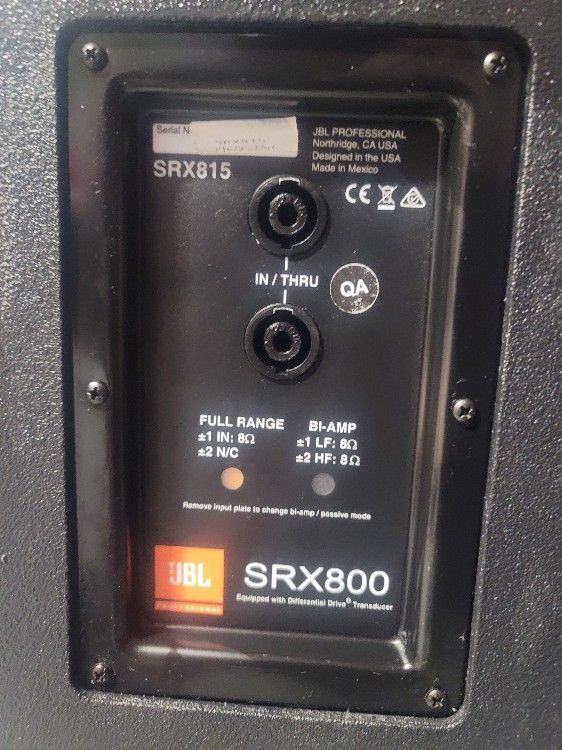 Serial N
JBL PROFESSIONAL
Northridge, CA USA
Designed in the USA
Made in Mexico
SRX815
CE
IN / THRU
QA
FULL RANGE
±1 IN: 8Ω
±2 N/C
BI-AMP
±1 LF: 8Ω
±2 HF: 8Ω
Remove input plate to change bi-amp / passive mode
JBL
PROFESSIONAL
SRX800
Equipped with Differential Drive® Transducer